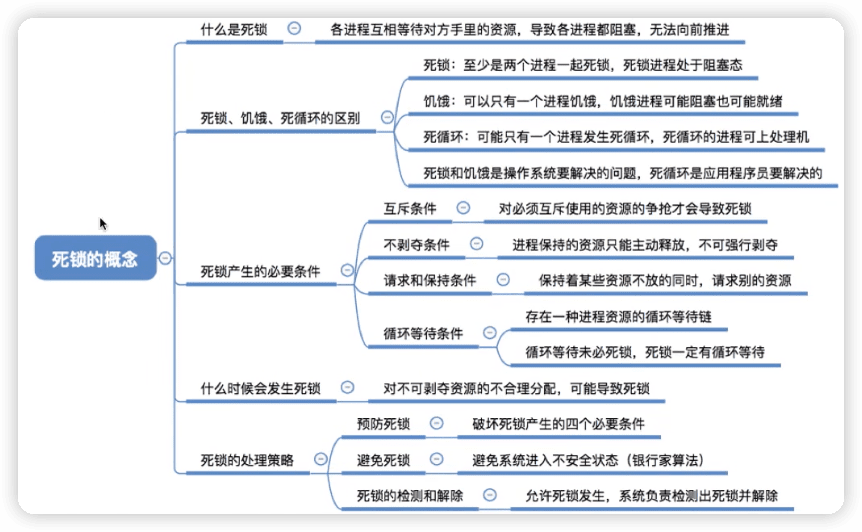 什么是死锁
各进程互相等待对方手里的资源，导致各进程都阻塞，无法向前推进
死锁：至少是两个进程一起死锁，死锁进程处于阻塞态
饥饿：可以只有一个进程饥饿，饥饿进程可能阻塞也可能就绪
死锁、饥饿、死循环的区别
死循环：可能只有一个进程发生死循环，死循环的进程可上处理机
死锁和饥饿是操作系统要解决的问题，死循环是应用程序员要解决的
互斥条件
对必须互斥使用的资源的争抢才会导致死锁
不剥夺条件
进程保持的资源只能主动释放，不可强行剥夺
死锁的概念
死锁产生的必要条件
请求和保持条件
保持着某些资源不放的同时，请求别的资源
循环等待条件
存在一种进程资源的循环等待链
循环等待未必死锁，死锁一定有循环等待
什么时候会发生死锁
对不可剥夺资源的不合理分配，可能导致死锁
预防死锁
破坏死锁产生的四个必要条件
死锁的处理策略
避免死锁
避免系统进入不安全状态（银行家算法）
死锁的检测和解除
允许死锁发生，系统负责检测出死锁并解除